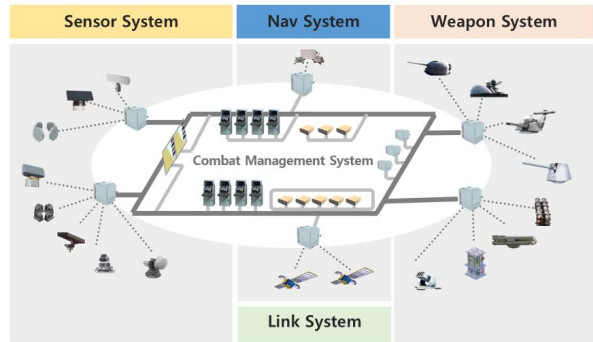 Sensor System
Nav System
Weapon System
Combat Management System
Link System